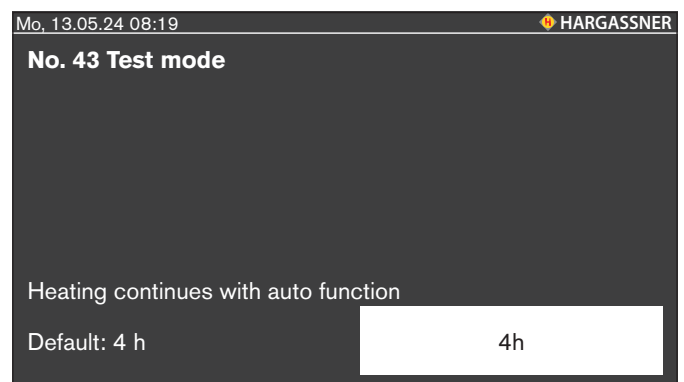 Mo, 13.05.24 08:19 HARGASSNER
No. 43 Test mode
Heating continues with auto function
Default: 4 h 4h